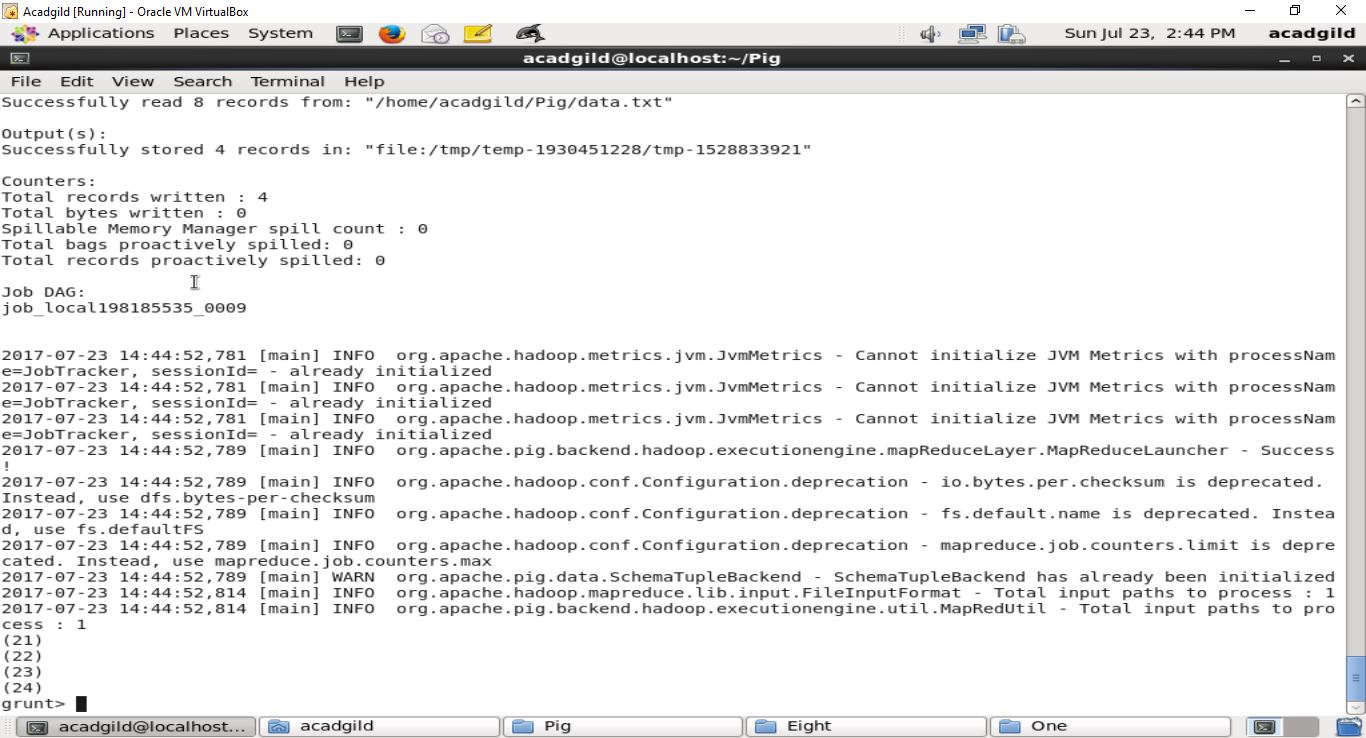 Acadgild [Running] - Oracle VM VirtualBox
Applications Places System Sun Jul 23, 2:44 PM acadgild
acadgild@localhost:~/Pig
File Edit View Search Terminal Help
Successfully read 8 records from: "/home/acadgild/Pig/data.txt"
Output(s):
Successfully stored 4 records in: "file:/tmp/temp-1930451228/tmp-1528833921"
Counters:
Total records written : 4
Total bytes written : 0
Spillable Memory Manager spill count : 0
Total bags proactively spilled: 0
Total records proactively spilled: 0
Job DAG:
job_local198185535_0009
2017-07-23 14:44:52,781 [main] INFO  org.apache.hadoop.metrics.jvm.JvmMetrics - Cannot initialize JVM Metrics with processNam
e=JobTracker, sessionId= - already initialized
2017-07-23 14:44:52,781 [main] INFO  org.apache.hadoop.metrics.jvm.JvmMetrics - Cannot initialize JVM Metrics with processNam
e=JobTracker, sessionId= - already initialized
2017-07-23 14:44:52,781 [main] INFO  org.apache.hadoop.metrics.jvm.JvmMetrics - Cannot initialize JVM Metrics with processNam
e=JobTracker, sessionId= - already initialized
2017-07-23 14:44:52,789 [main] INFO  org.apache.pig.backend.hadoop.executionengine.mapReduceLayer.MapReduceLauncher - Success
!
2017-07-23 14:44:52,789 [main] INFO  org.apache.hadoop.conf.Configuration.deprecation - io.bytes.per.checksum is deprecated.
Instead, use dfs.bytes-per-checksum
2017-07-23 14:44:52,789 [main] INFO  org.apache.hadoop.conf.Configuration.deprecation - fs.default.name is deprecated. Instea
d, use fs.defaultFS
2017-07-23 14:44:52,789 [main] INFO  org.apache.hadoop.conf.Configuration.deprecation - mapreduce.job.counters.limit is depre
cated. Instead, use mapreduce.job.counters.max
2017-07-23 14:44:52,789 [main] WARN  org.apache.pig.data.SchemaTupleBackend - SchemaTupleBackend has already been initialized
2017-07-23 14:44:52,814 [main] INFO  org.apache.hadoop.mapreduce.lib.input.FileInputFormat - Total input paths to process : 1
2017-07-23 14:44:52,814 [main] INFO  org.apache.pig.backend.hadoop.executionengine.util.MapRedUtil - Total input paths to pro
cess : 1
(21)
(22)
(23)
(24)
grunt>
acadgild@localhost... acadgild Pig Eight One